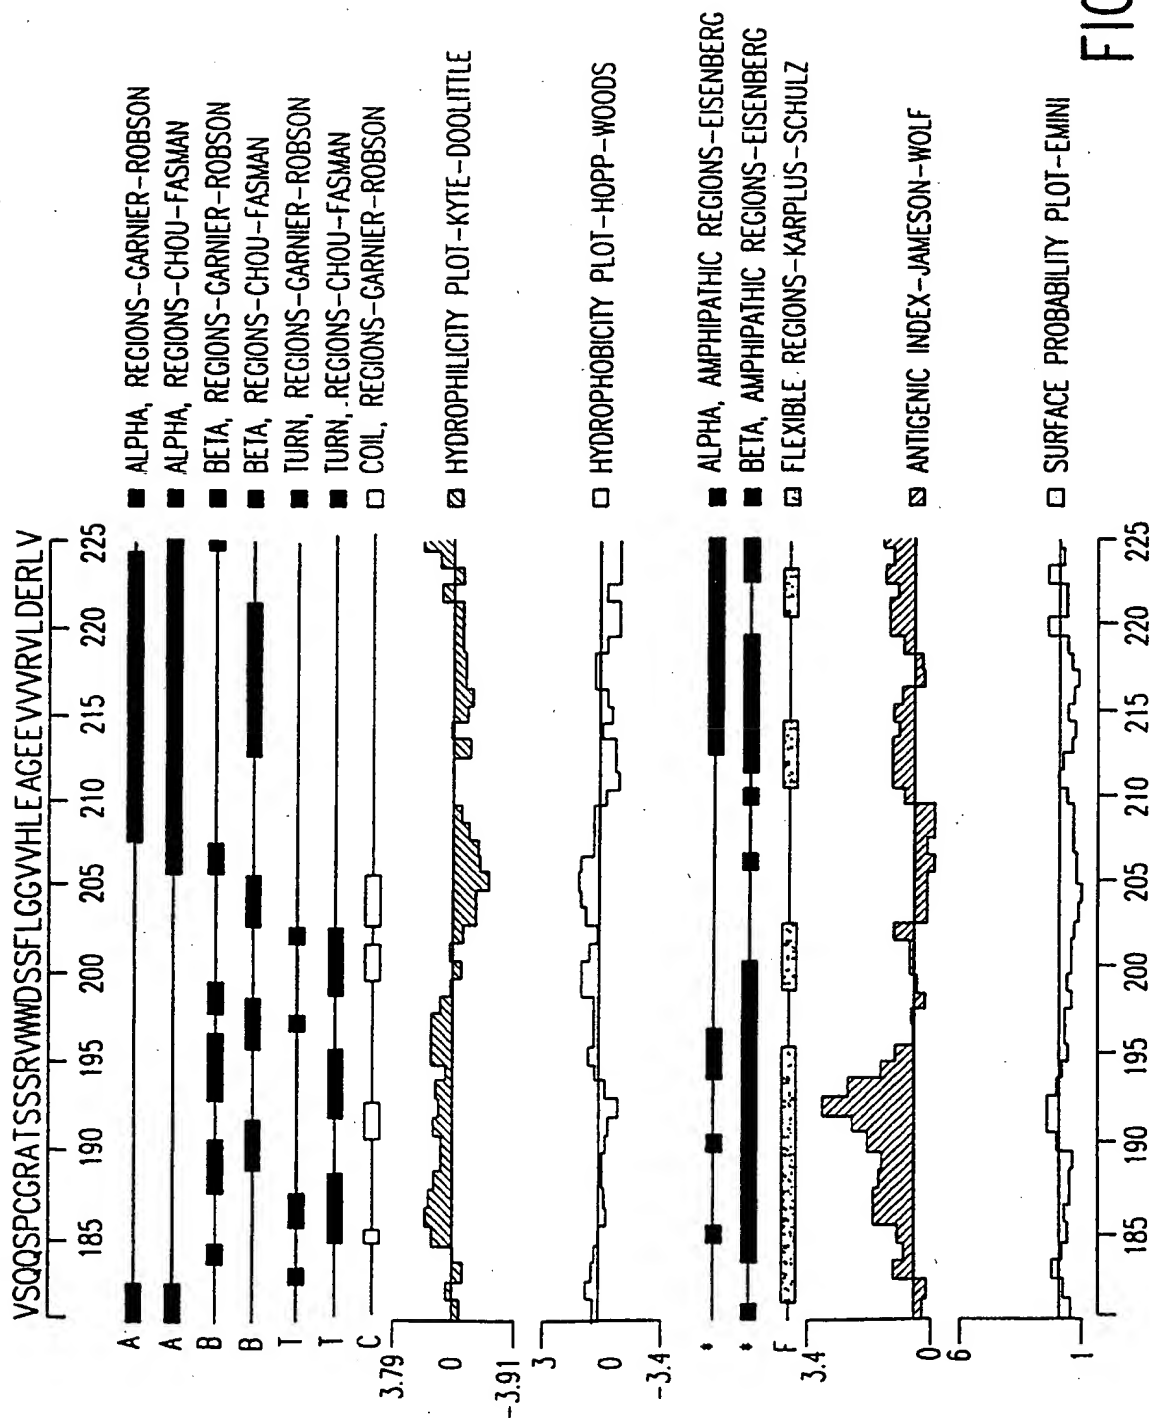 VSQQSPCGRATSSSRVWWDSSFLGGVVHLEAGEEVVVRVLDERLV
185 190 195 200 205 210 215 220 225
A ALPHA, REGIONS-GARNIER-ROBSON
A ALPHA, REGIONS-CHOU-FASMAN
B BETA, REGIONS-GARNIER-ROBSON
B BETA, REGIONS-CHOU-FASMAN
T TURN, REGIONS-GARNIER-ROBSON
T TURN, REGIONS-CHOU-FASMAN
C COIL, REGIONS-GARNIER-ROBSON
3.79
0 HYDROPHILICITY PLOT-KYTE-DOOLITTLE
-3.91
3
0 HYDROPHOBICITY PLOT-HOPP-WOODS
-3.4
* ALPHA, AMPHIPATHIC REGIONS-EISENBERG
* BETA, AMPHIPATHIC REGIONS-EISENBERG
F FLEXIBLE REGIONS-KARPLUS-SCHULZ
3.4
ANTIGENIC INDEX-JAMESON-WOLF
0
6
SURFACE PROBABILITY PLOT-EMINI
1
185 190 195 200 205 210 215 220 225